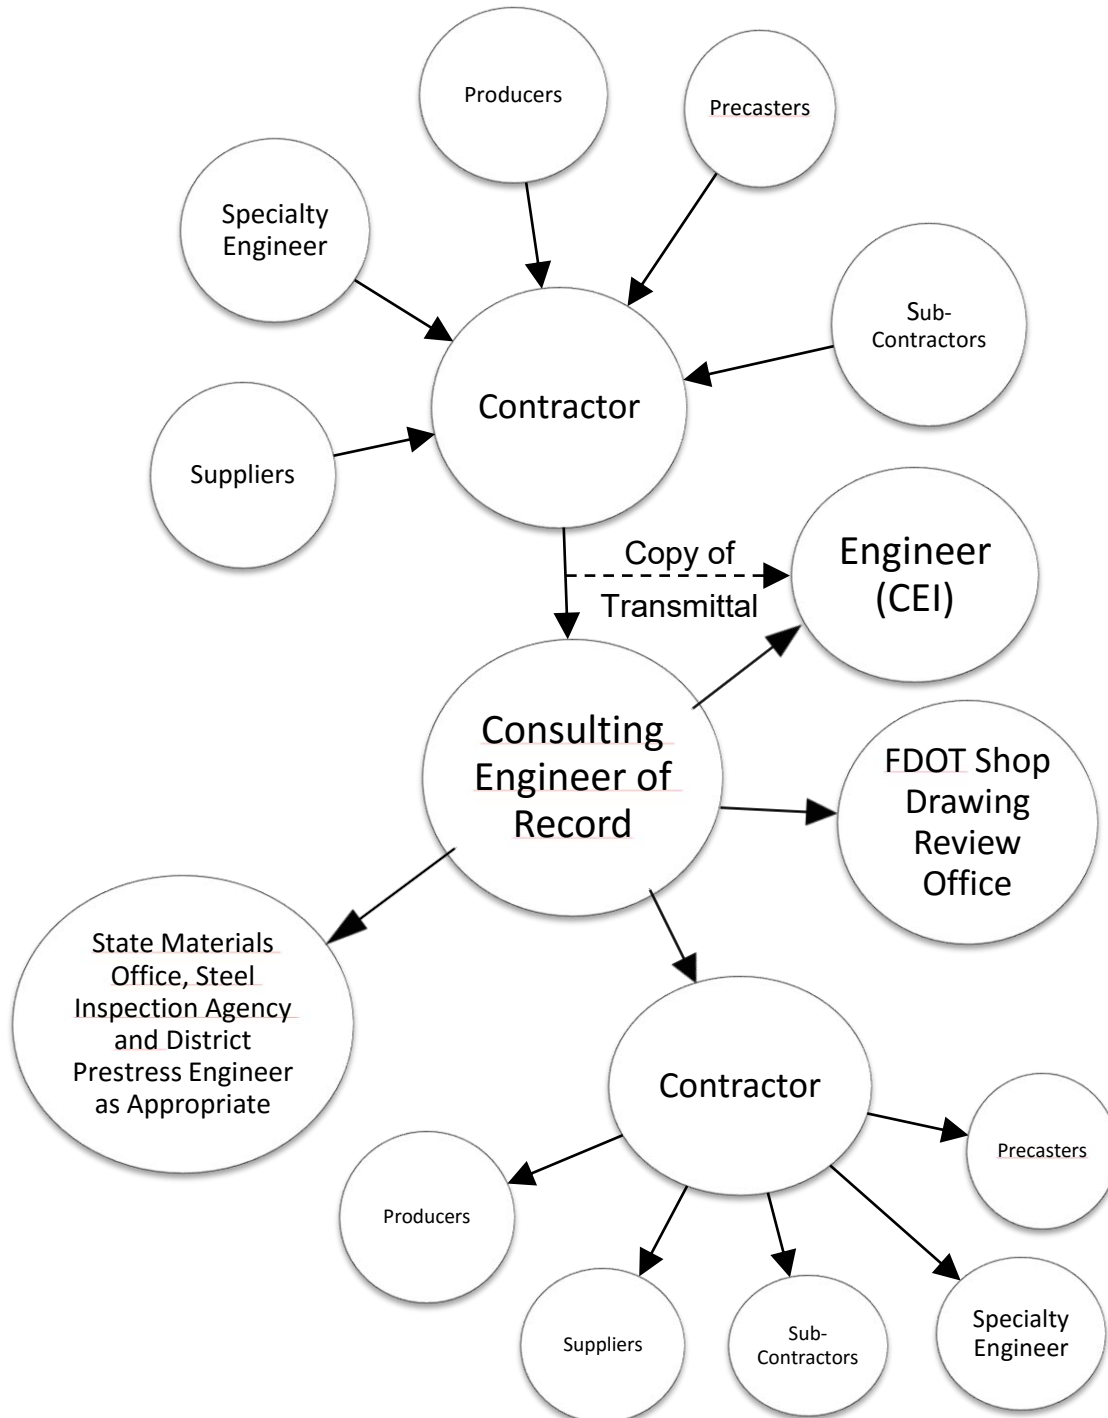 Producers
Precasters
Specialty
Engineer
Sub-
Contractors
Contractor
Suppliers
Copy of
Transmittal
Engineer
(CEI)
Consulting
Engineer of
Record
FDOT Shop
Drawing
Review
Office
State Materials
Office, Steel
Inspection Agency
and District
Prestress Engineer
as Appropriate
Contractor
Precasters
Producers
Suppliers
Sub-
Contractors
Specialty
Engineer